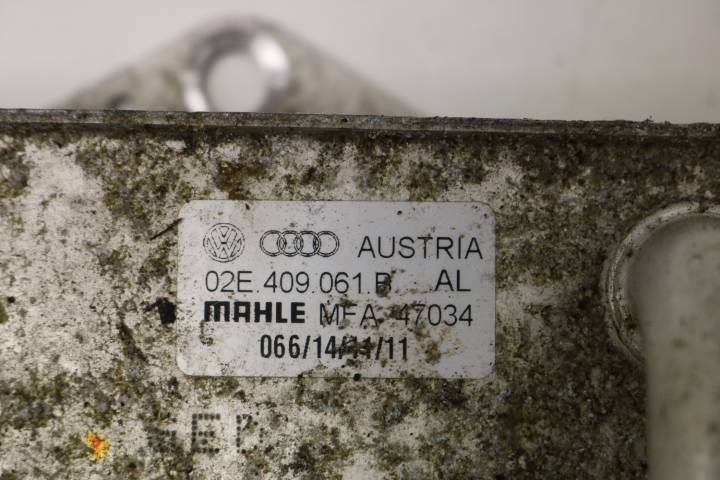 AUSTRIA
02E.409.061.B AL
MAHLE MFA 47034
066/14/11/11